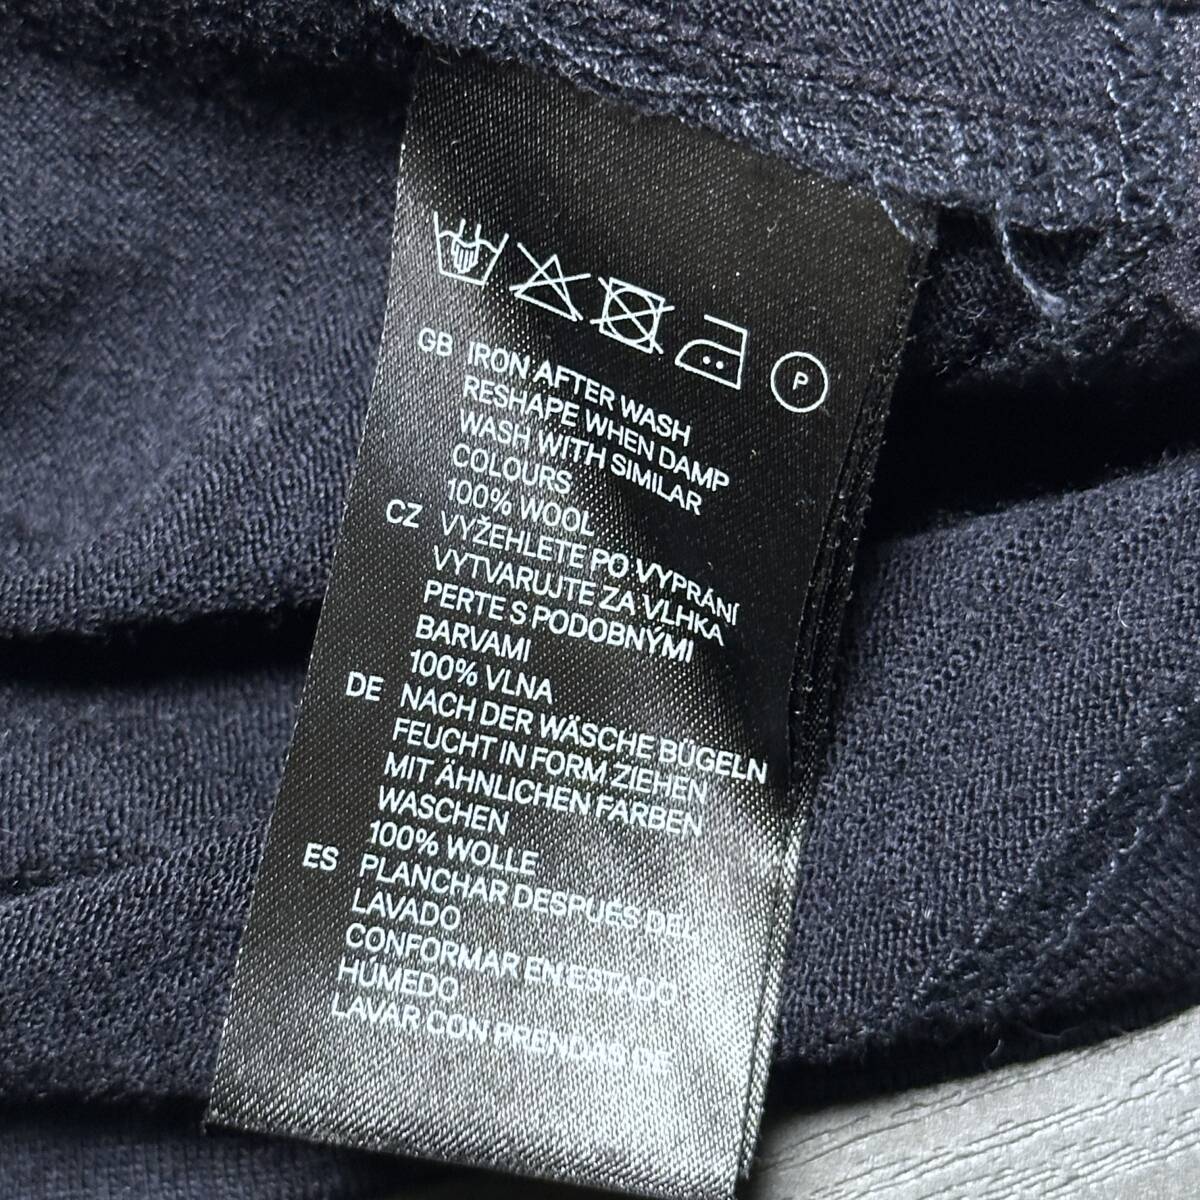 P
GB IRON AFTER WASH
RESHAPE WHEN DAMP
WASH WITH SIMILAR
COLOURS
100% WOOL
CZ VYŽEHLETE PO VYPRÁNÍ
VYTVARUJTE ZA VLHKA
PERTE S PODOBNÝMI
BARVAMI
100% VLNA
DE NACH DER WÄSCHE BÜGELN
FEUCHT IN FORM ZIEHEN
MIT ÄHNLICHEN FARBEN
WASCHEN
100% WOLLE
ES PLANCHAR DESPUÉS DEL
LAVADO
CONFORMAR EN ESTADO
HÚMEDO
LAVAR CON PRENDAS DE